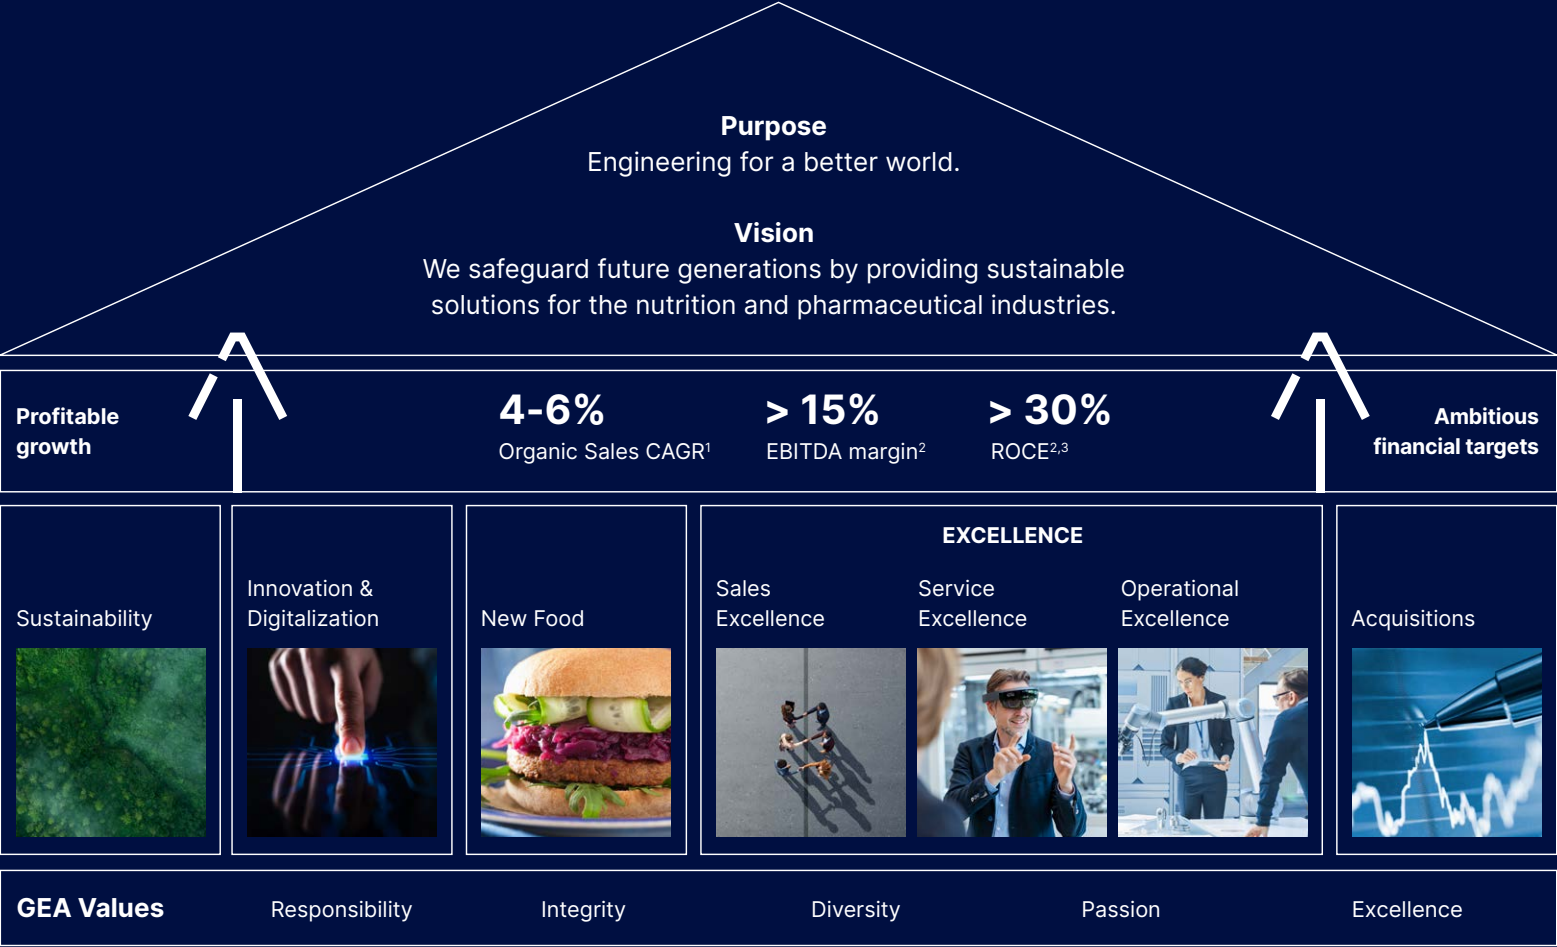 Purpose
Engineering for a better world.
Vision
We safeguard future generations by providing sustainable
solutions for the nutrition and pharmaceutical industries.
Profitable
growth
4-6%
Organic Sales CAGR¹
> 15%
EBITDA margin²
> 30%
ROCE²,³
Ambitious
financial targets
Sustainability
Innovation &
Digitalization
New Food
EXCELLENCE
Sales
Excellence
Service
Excellence
Operational
Excellence
Acquisitions
GEA Values
Responsibility
Integrity
Diversity
Passion
Excellence